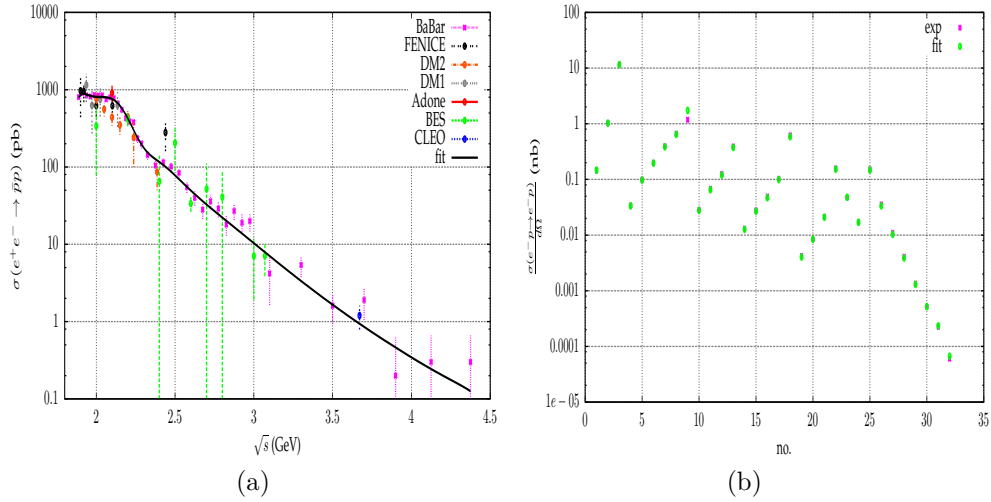 BaBar
FENICE
DM2
DM1
Adone
BES
CLEO
fit
σ(e⁺e⁻ → p̄p) (pb)
10000
1000
100
10
1
0.1
2
2.5
3
3.5
4
4.5
√s (GeV)
(a)
exp
fit
σ(e⁻p→e⁻p)/dΩ (nb)
100
10
1
0.1
0.01
0.001
0.0001
1e − 05
0
5
10
15
20
25
30
35
no.
(b)